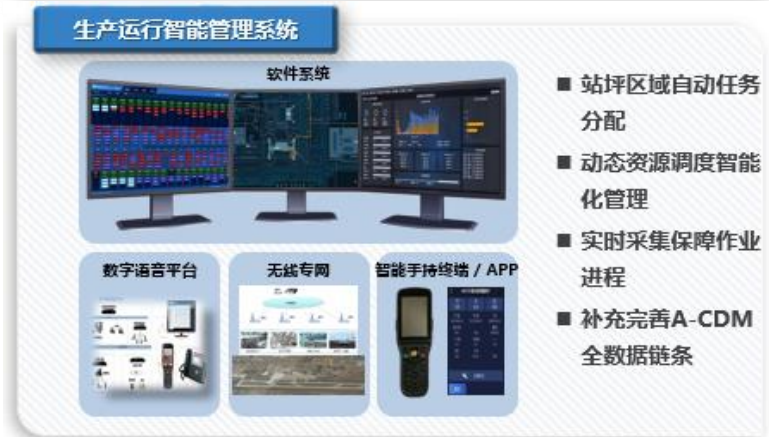 生产运行智能管理系统
软件系统
数字语音平台
无线专网
智能手持终端 / APP
■ 站坪区域自动任务
分配
■ 动态资源调度智能
化管理
■ 实时采集保障作业
进程
■ 补充完善A-CDM
全数据链条